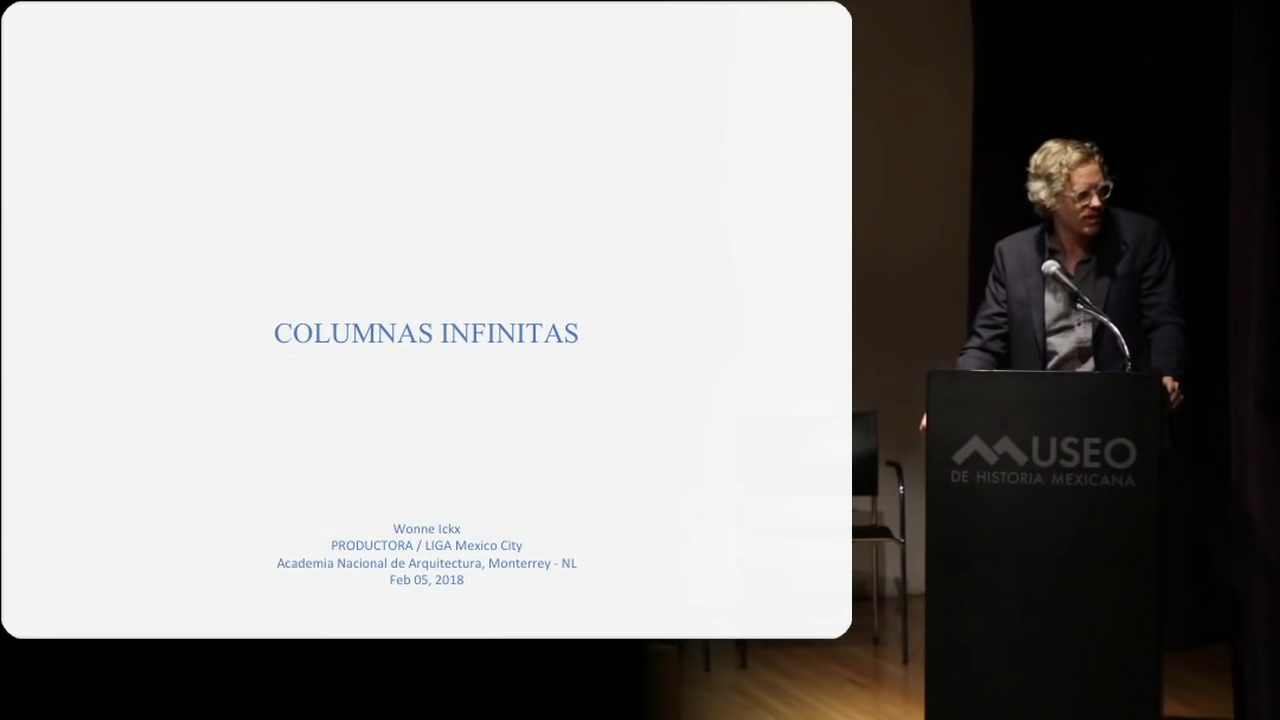 COLUMNAS INFINITAS
Wonne Ickx
PRODUCTORA / LIGA Mexico City
Academia Nacional de Arquitectura, Monterrey - NL
Feb 05, 2018
MUSEO
DE HISTORIA MEXICANA